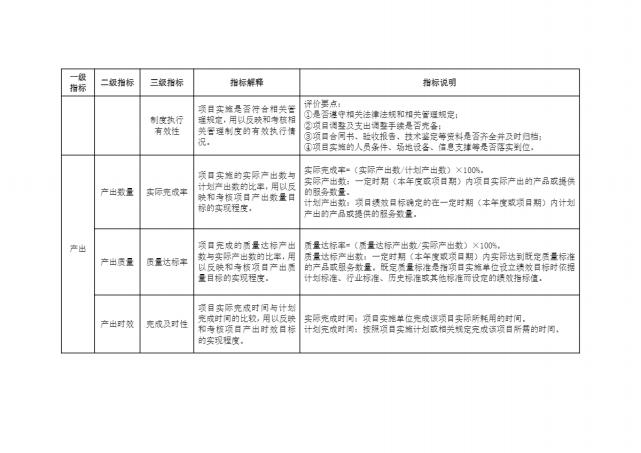 一级
指标
二级指标
三级指标
指标解释
指标说明
制度执行
有效性
项目实施是否符合相关管
理规定，用以反映和考核相
关管理制度的有效执行情
况。
评价要点：
①是否遵守相关法律法规和相关管理规定；
②项目调整及支出调整手续是否完备；
③项目合同书、验收报告、技术鉴定等资料是否齐全并及时归档；
④项目实施的人员条件、场地设备、信息支撑等是否落实到位。
产出
产出数量
实际完成率
项目实施的实际产出数与
计划产出数的比率，用以反
映和考核项目产出数量目
标的实现程度。
实际完成率=（实际产出数/计划产出数）×100%。
实际产出数：一定时期（本年度或项目期）内项目实际产出的产品或提供
的服务数量。
计划产出数：项目绩效目标确定的在一定时期（本年度或项目期）内计划
产出的产品或提供的服务数量。
产出质量
质量达标率
项目完成的质量达标产出
数与实际产出数的比率，用
以反映和考核项目产出质
量目标的实现程度。
质量达标率=（质量达标产出数/实际产出数）×100%。
质量达标产出数：一定时期（本年度或项目期）内实际达到既定质量标准
的产品或服务数量。既定质量标准是指项目实施单位设立绩效目标时依据
计划标准、行业标准、历史标准或其他标准而设定的绩效指标值。
产出时效
完成及时性
项目实际完成时间与计划
完成时间的比较，用以反映
和考核项目产出时效目标
的实现程度。
实际完成时间：项目实施单位完成该项目实际所耗用的时间。
计划完成时间：按照项目实施计划或相关规定完成该项目所需的时间。